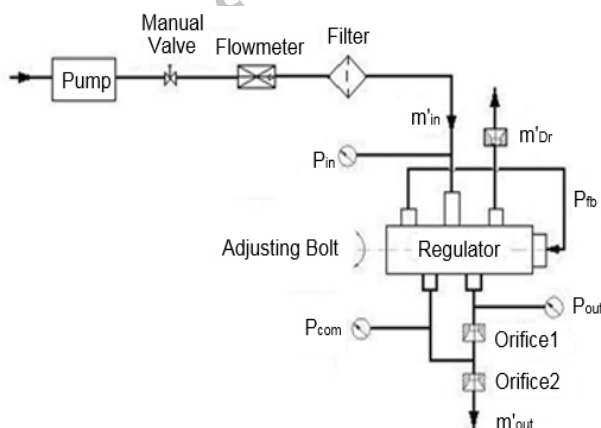 Manual
Valve
Flowmeter
Filter
Pump
m'in
m'Dr
Pin
Pfb
Adjusting Bolt
Regulator
Pcom
Pout
Orifice1
Orifice2
m'out